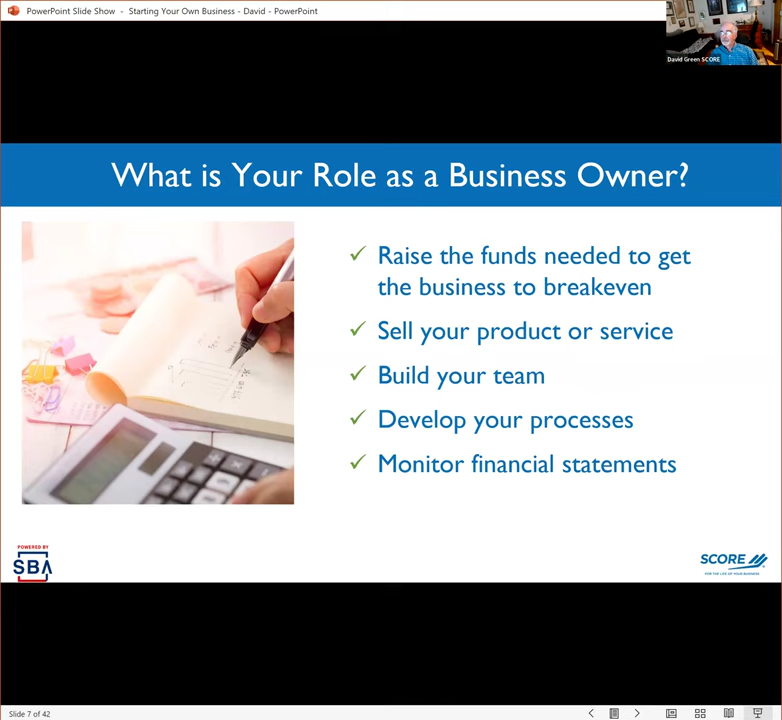 PowerPoint Slide Show - Starting Your Own Business - David - PowerPoint
David Green SCORE
What is Your Role as a Business Owner?
Raise the funds needed to get
the business to breakeven
Sell your product or service
Build your team
Develop your processes
Monitor financial statements
POWERED BY
SBA
SCORE
FOR THE LIFE OF YOUR BUSINESS
Slide 7 of 42